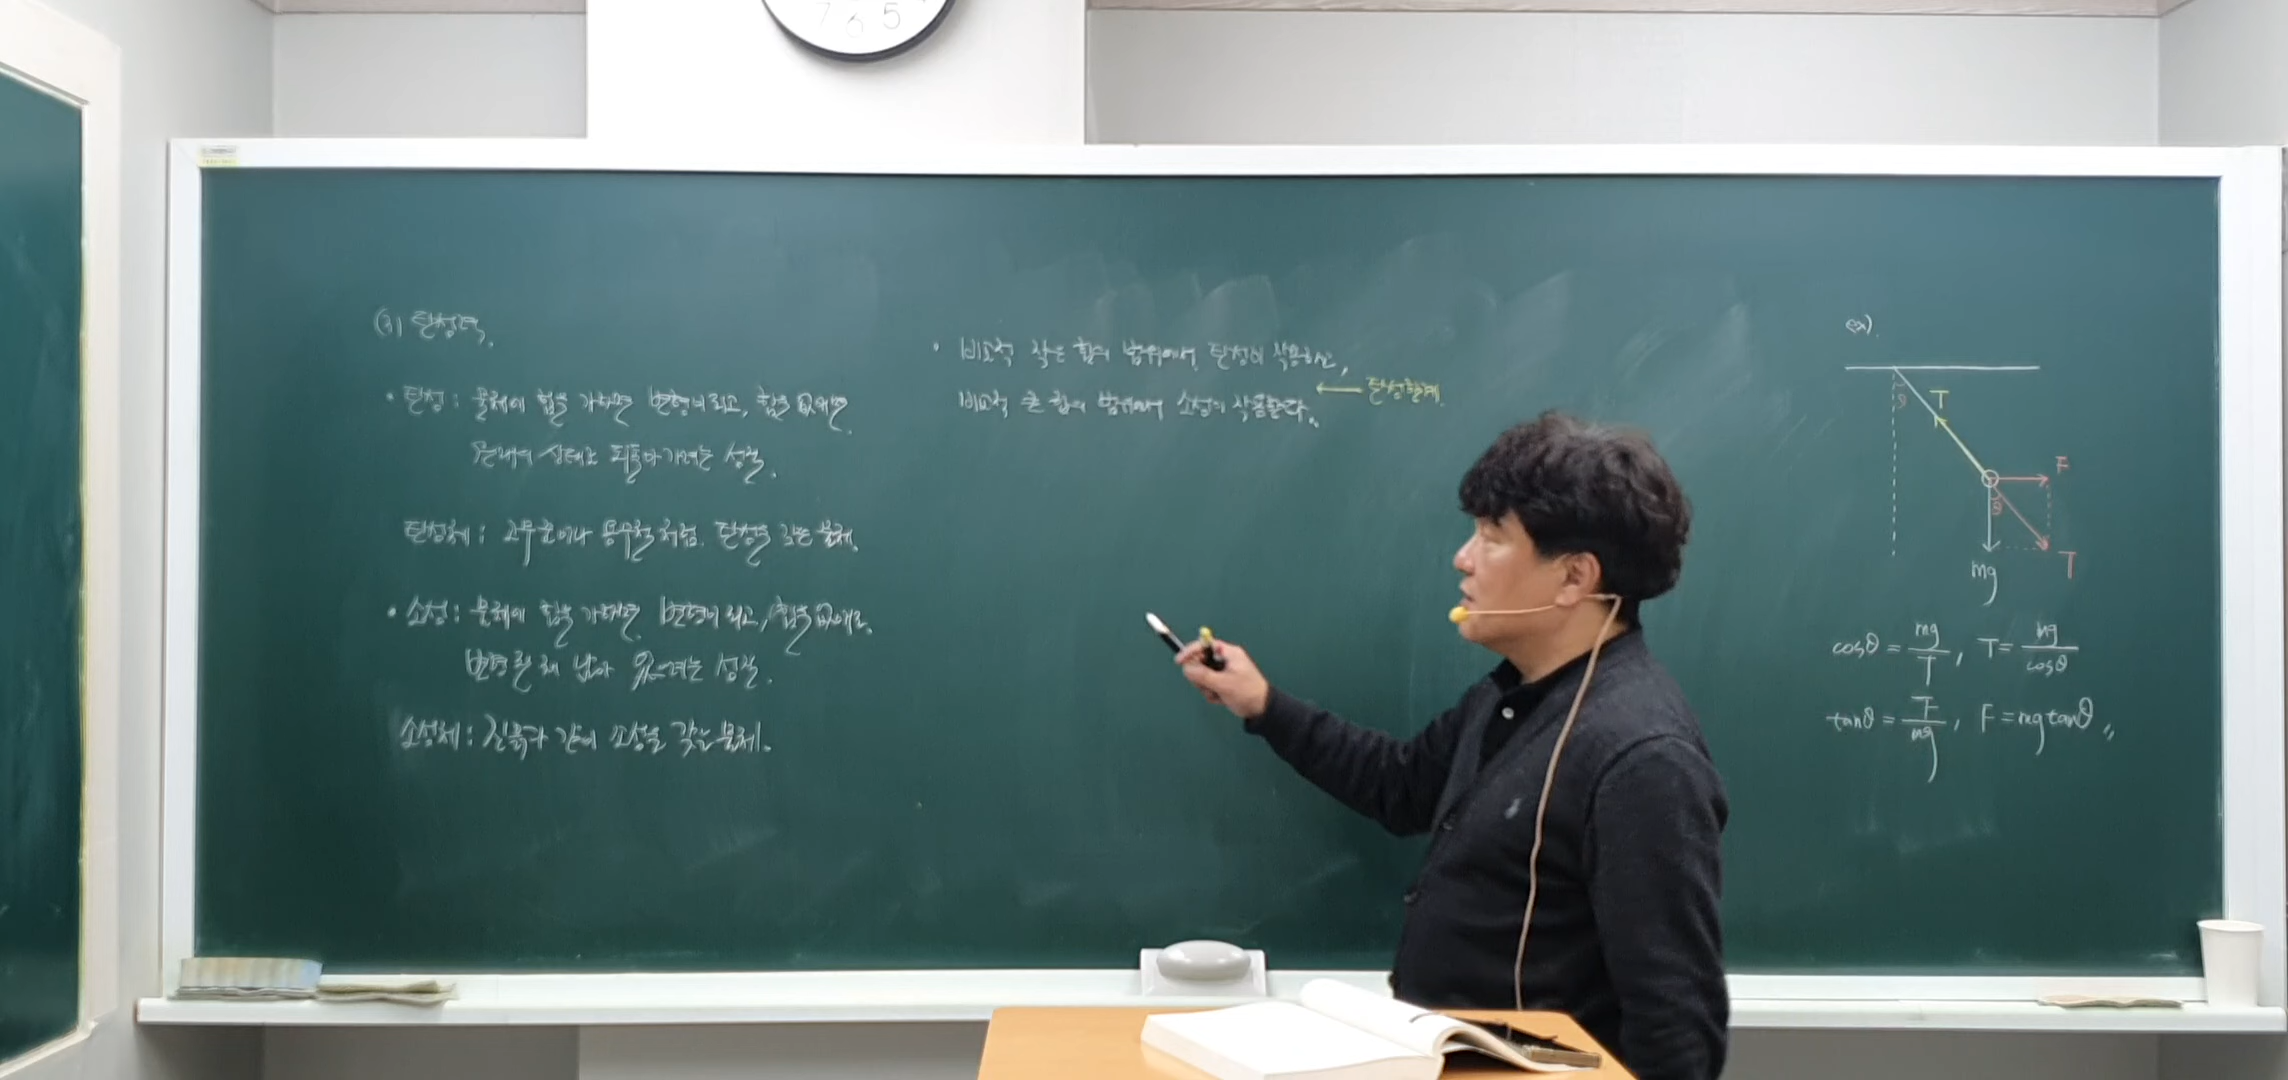 7 6 5
(3) 탄성력.
• 탄성 : 물체에 힘을 가하면 변형이 되고, 힘을 없애면
원래의 상태로 되돌아가려는 성질.
탄성체 : 고무줄이나 용수철처럼. 탄성을 갖는 물체.
• 소성 : 물체에 힘을 가하면 변형이 되고, 힘을 없애도
변형된 채 남아 있으려는 성질.
소성체 : 진흙과 같이 소성을 갖는 물체.
• 비교적 작은 힘의 범위에서 탄성이 작용하고,
비교적 큰 힘의 범위에서 소성이 작용한다.
← 탄성한계.
ex).
θ T
F
θ
mg T
cosθ = mg/T, T = mg/cosθ
tanθ = F/mg, F = mg tanθ